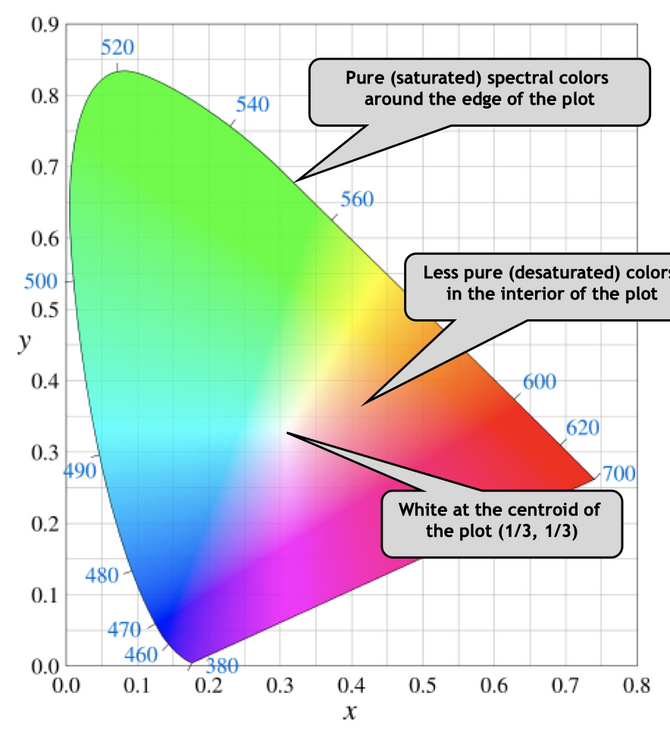 0.9
520
Pure (saturated) spectral colors
around the edge of the plot
0.8
540
0.7
560
0.6
Less pure (desaturated) colors
in the interior of the plot
500
0.5
y
0.4
600
620
0.3
490
700
White at the centroid of
the plot (1/3, 1/3)
0.2
480
0.1
470
460
0.0
380
0.0 0.1 0.2 0.3 0.4 0.5 0.6 0.7 0.8
x